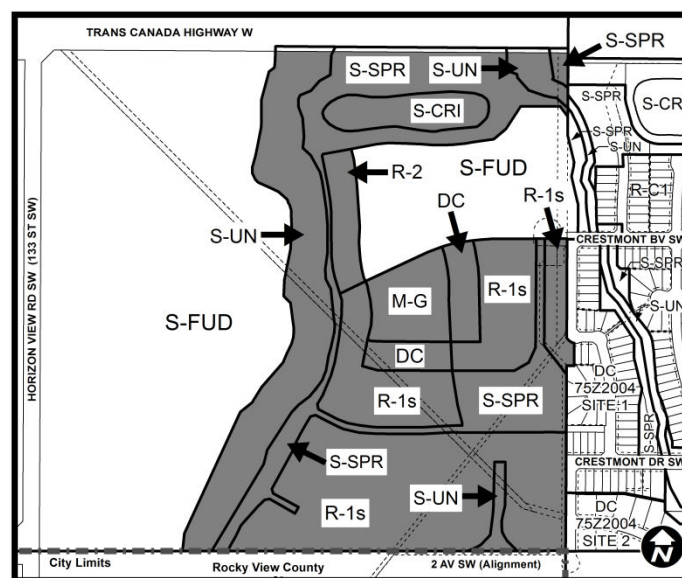 TRANS CANADA HIGHWAY W
S-SPR
S-SPR
S-UN
S-SPR
S-CRI
S-CRI
S-SPR
S-UN
R-2
S-FUD
R-C1
R-1s
DC
S-UN
CRESTMONT BV SW
S-SPR
HORIZON VIEW RD SW (133 ST SW)
M-G
R-1s
S-UN
S-FUD
DC
DC
75Z2004
SITE 1
R-1s
S-SPR
S-SPR
CRESTMONT DR SW
S-SPR
S-UN
R-1s
DC
75Z2004
SITE 2
N
City Limits
Rocky View County
2 AV SW (Alignment)